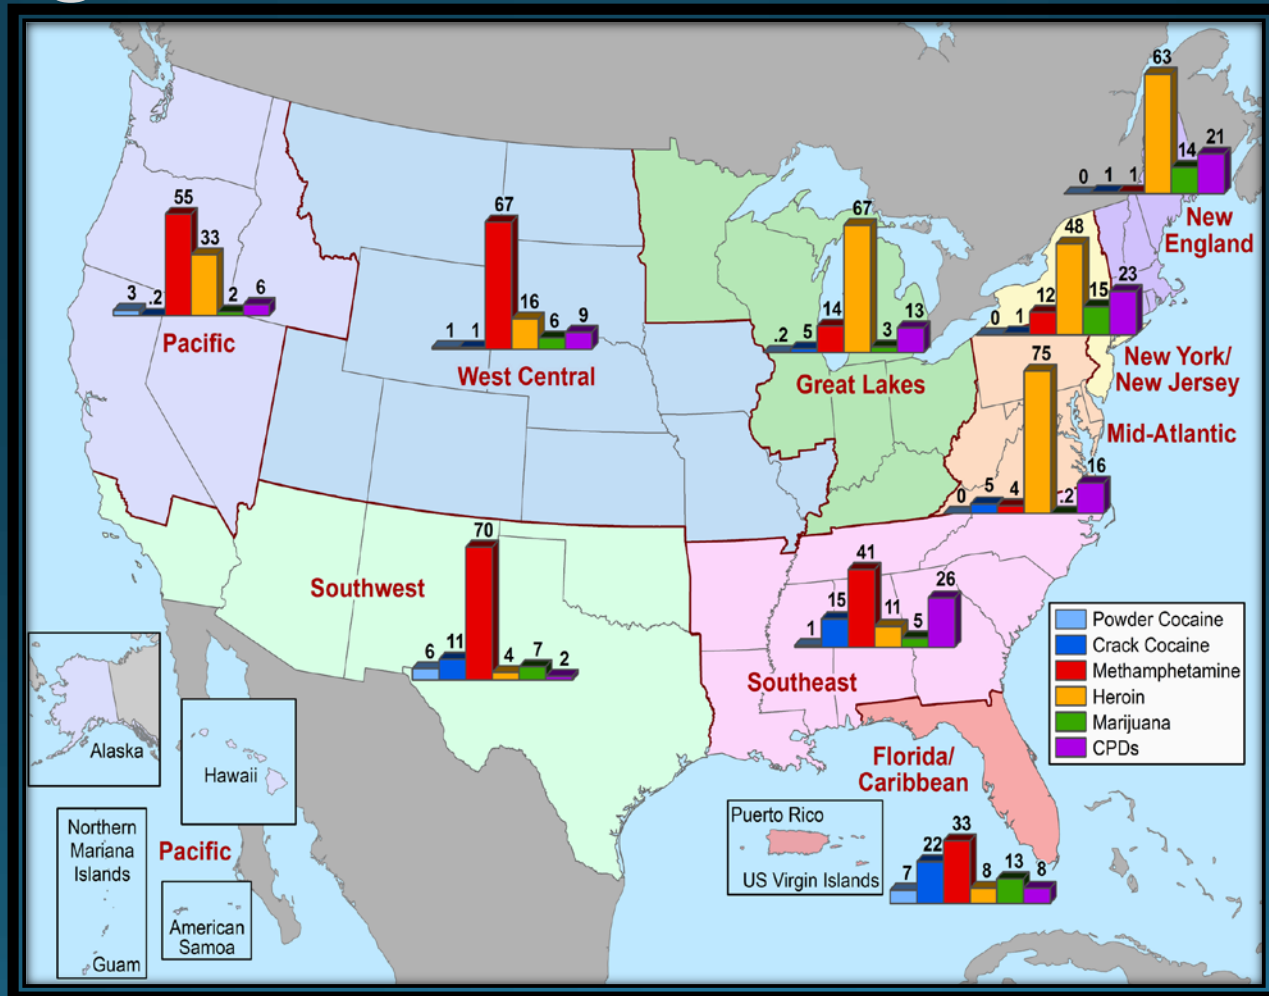 63
21
14
0 1 1
New
England
48
23
15
12
0 1
New York/
New Jersey
55
33
3 .2 2 6
Pacific
67
16
1 1 6 9
West Central
67
14 13
.2 5 3
Great Lakes
75
16
0 5 4 .2
Mid-Atlantic
70
6 11 4 7 2
Southwest
41
26
15 11
1 5
Southeast
Powder Cocaine
Crack Cocaine
Methamphetamine
Heroin
Marijuana
CPDs
Florida/
Caribbean
33
22
7 8 13 8
Puerto Rico
US Virgin Islands
Alaska
Hawaii
Northern
Mariana
Islands
Guam
Pacific
American
Samoa